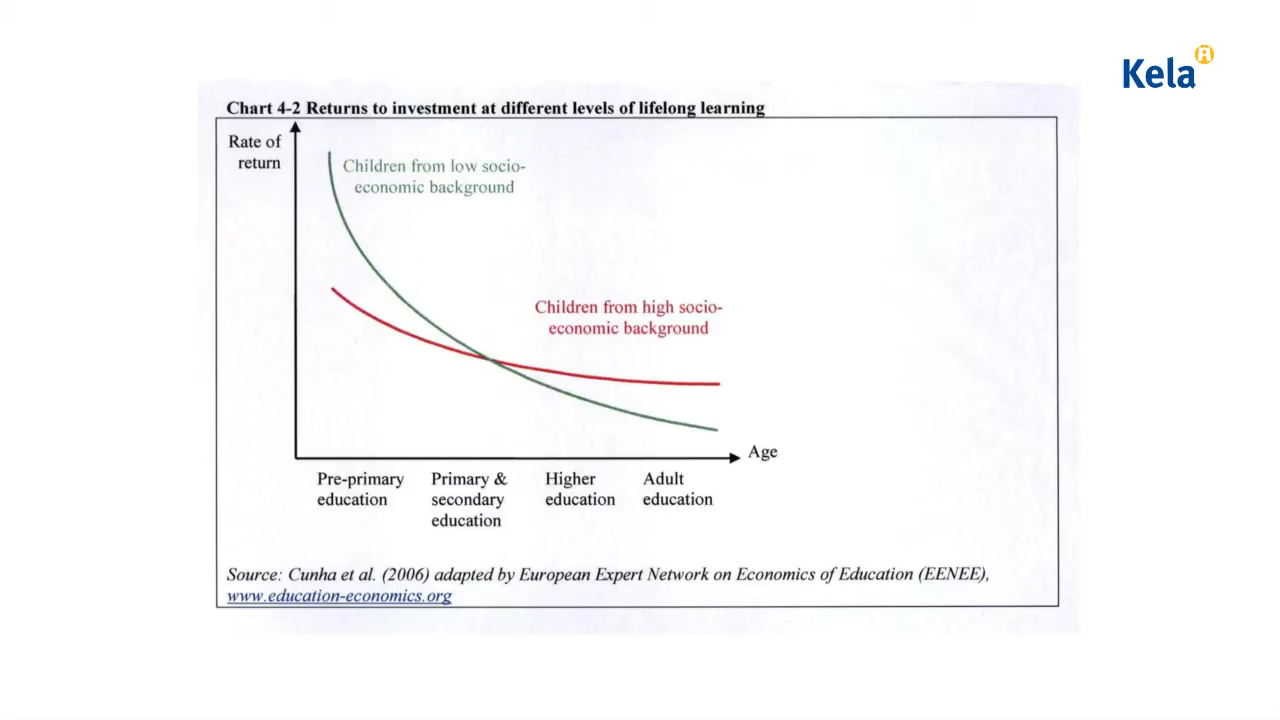 Kela
Chart 4-2 Returns to investment at different levels of lifelong learning
Rate of
return
Children from low socio-
economic background
Children from high socio-
economic background
Age
Pre-primary
education
Primary &
secondary
education
Higher
education
Adult
education
Source: Cunha et al. (2006) adapted by European Expert Network on Economics of Education (EENEE),
www.education-economics.org